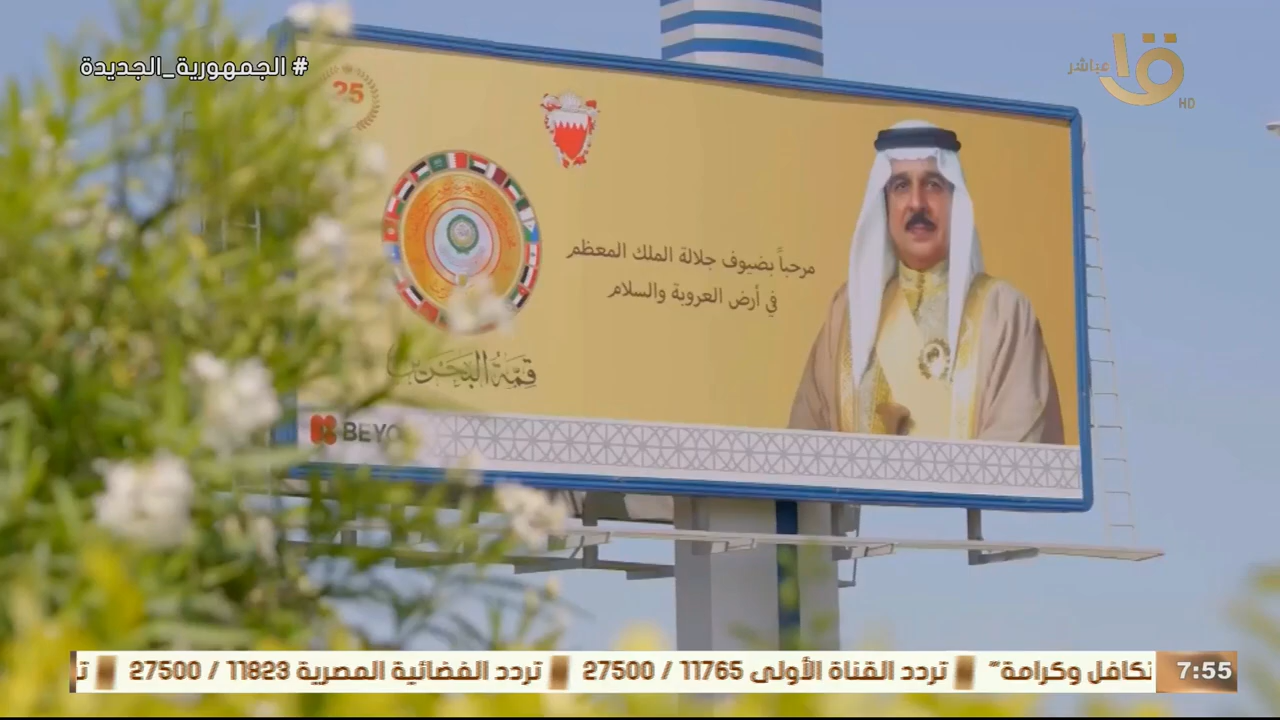 # الجمهورية_الجديدة
مباشر
HD
25
مرحباً بضيوف جلالة الملك المعظم
في أرض العروبة والسلام
قمة البحرين
تكافل وكرامة" تردد القناة الأولى 11765 / 27500 تردد الفضائية المصرية 11823 / 27500
7:55